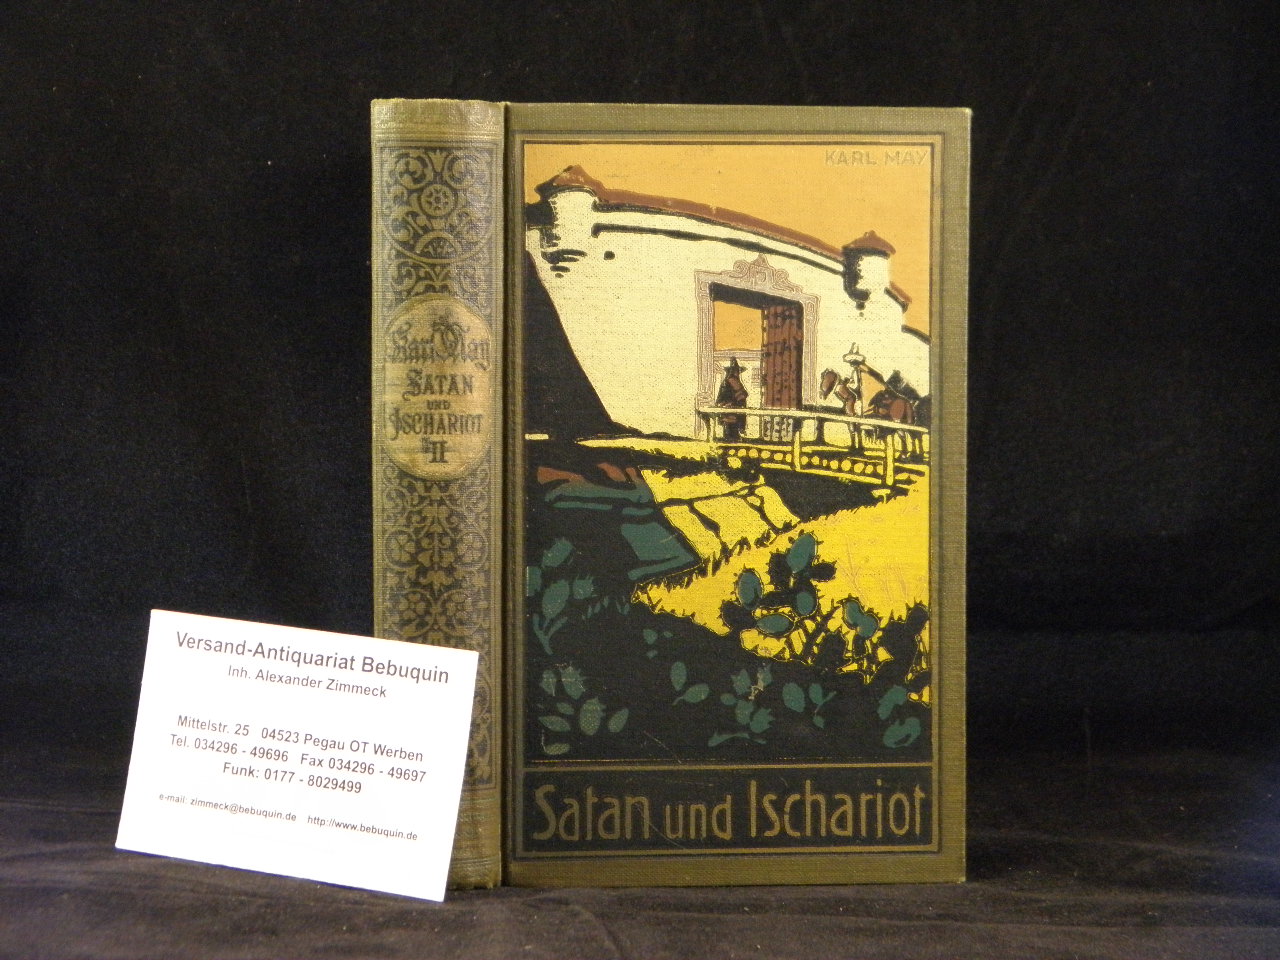 KARL MAY
Karl May
SATAN
UND
ISCHARIOT
II
Satan und Ischariot
Versand-Antiquariat Bebuquin
Inh. Alexander Zimmeck
Mittelstr. 25 04523 Pegau OT Werben
Tel. 034296 - 49696 Fax 034296 - 49697
Funk: 0177 - 8029499
e-mail: zimmeck@bebuquin.de http://www.bebuquin.de